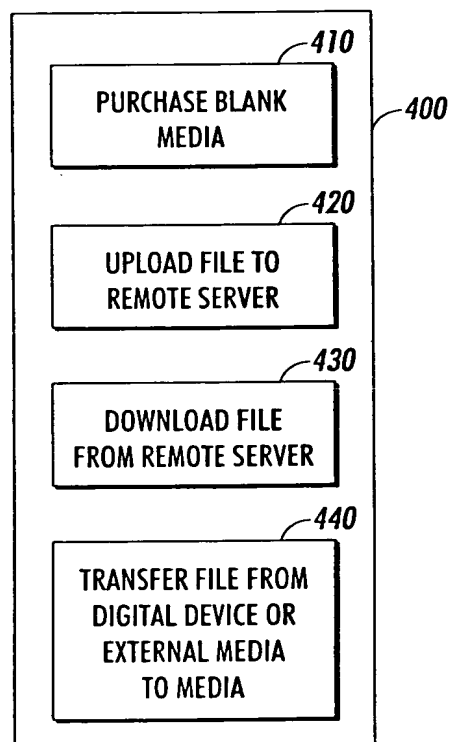 410
PURCHASE BLANK
MEDIA
400
420
UPLOAD FILE TO
REMOTE SERVER
430
DOWNLOAD FILE
FROM REMOTE SERVER
440
TRANSFER FILE FROM
DIGITAL DEVICE OR
EXTERNAL MEDIA
TO MEDIA